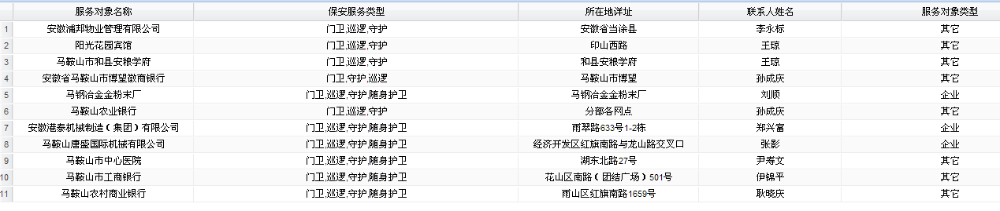 服务对象名称 保安服务类型 所在地详址 联系人姓名 服务对象类型
1 安徽浦邦物业管理有限公司 门卫,巡逻,守护 安徽省当涂县 李永标 其它
2 阳光花园宾馆 门卫,巡逻,守护 印山西路 王琼 其它
3 马鞍山市和县安粮学府 门卫,巡逻,守护 和县安粮学府 王琼 其它
4 安徽省马鞍山市博望徽商银行 门卫,守护,巡逻 马鞍山市博望 孙成庆 其它
5 马钢冶金金粉末厂 门卫,巡逻,守护,随身护卫 马钢冶金金粉末厂 刘顺 企业
6 马鞍山农业银行 门卫,巡逻,守护 分部各网点 孙成庆 其它
7 安徽港泰机械制造（集团）有限公司 门卫,巡逻,守护,随身护卫 雨翠路633号1-2栋 郑兴富 企业
8 马鞍山唐盛国际机械有限公司 门卫,巡逻,守护,随身护卫 经济开发区红旗南路与龙山路交叉口 张影 企业
9 马鞍山市中心医院 门卫,巡逻,守护,随身护卫 湖东北路27号 尹寿文 其它
10 马鞍山市工商银行 门卫,巡逻,守护,随身护卫 花山区南路（团结广场）501号 伊锦平 其它
11 马鞍山农村商业银行 门卫,巡逻,守护,随身护卫 雨山区红旗南路1659号 耿晓庆 其它